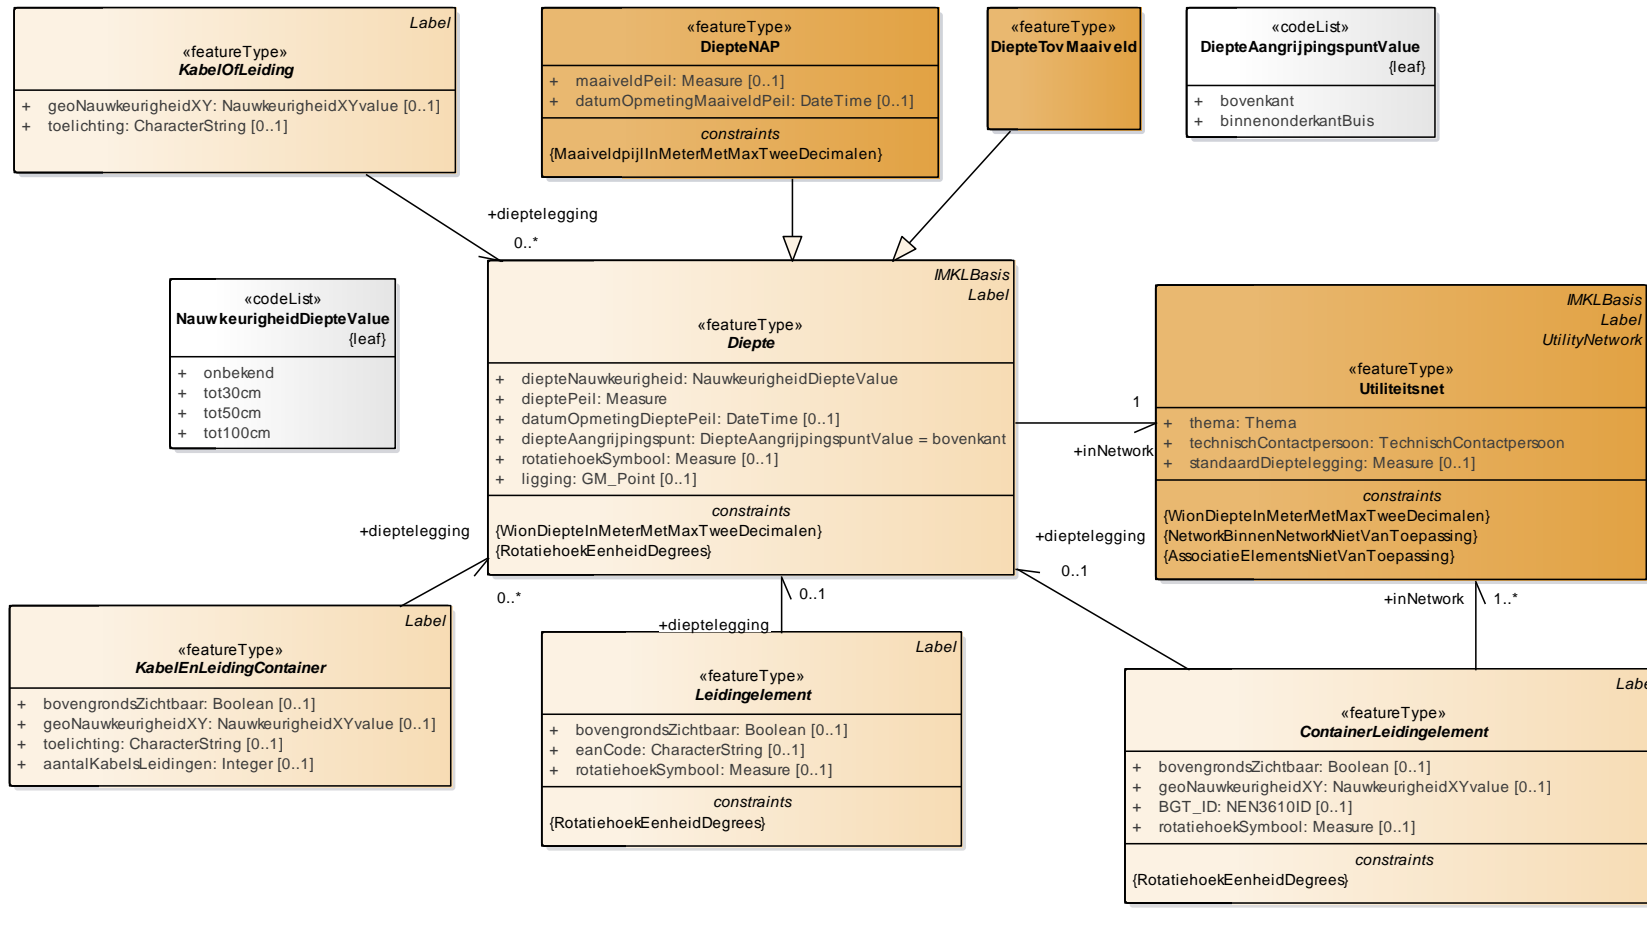 Label
«featureType»
KabelOfLeiding
+ geoNauwkeurigheidXY: NauwkeurigheidXYvalue [0..1]
+ toelichting: CharacterString [0..1]
«featureType»
DiepteNAP
+ maaiveldPeil: Measure [0..1]
+ datumOpmetingMaaiveldPeil: DateTime [0..1]
constraints
{MaaiveldpijlInMeterMetMaxTweeDecimalen}
«featureType»
DiepteTovMaaiveld
«codeList»
DiepteAangrijpingspuntValue
{leaf}
+ bovenkant
+ binnenonderkantBuis
+dieptelegging
0..*
«codeList»
NauwkeurigheidDiepteValue
{leaf}
+ onbekend
+ tot30cm
+ tot50cm
+ tot100cm
IMKLBasis
Label
«featureType»
Diepte
+ diepteNauwkeurigheid: NauwkeurigheidDiepteValue
+ dieptePeil: Measure
+ datumOpmetingDieptePeil: DateTime [0..1]
+ diepteAangrijpingspunt: DiepteAangrijpingspuntValue = bovenkant
+ rotatiehoekSymbool: Measure [0..1]
+ ligging: GM_Point [0..1]
constraints
{WionDiepteInMeterMetMaxTweeDecimalen}
{RotatiehoekEenheidDegrees}
1
+inNetwork
IMKLBasis
Label
UtilityNetwork
«featureType»
Utiliteitsnet
+ thema: Thema
+ technischContactpersoon: TechnischContactpersoon
+ standaardDieptelegging: Measure [0..1]
constraints
{WionDiepteInMeterMetMaxTweeDecimalen}
{NetworkBinnenNetworkNietVanToepassing}
{AssociatieElementsNietVanToepassing}
+dieptelegging
0..*
+dieptelegging
0..1
+dieptelegging
0..1
+inNetwork
1..*
Label
«featureType»
KabelEnLeidingContainer
+ bovengrondsZichtbaar: Boolean [0..1]
+ geoNauwkeurigheidXY: NauwkeurigheidXYvalue [0..1]
+ toelichting: CharacterString [0..1]
+ aantalKabelsLeidingen: Integer [0..1]
Label
«featureType»
Leidingelement
+ bovengrondsZichtbaar: Boolean [0..1]
+ eanCode: CharacterString [0..1]
+ rotatiehoekSymbool: Measure [0..1]
constraints
{RotatiehoekEenheidDegrees}
Labe
«featureType»
ContainerLeidingelement
+ bovengrondsZichtbaar: Boolean [0..1]
+ geoNauwkeurigheidXY: NauwkeurigheidXYvalue [0..1]
+ BGT_ID: NEN3610ID [0..1]
+ rotatiehoekSymbool: Measure [0..1]
constraints
{RotatiehoekEenheidDegrees}